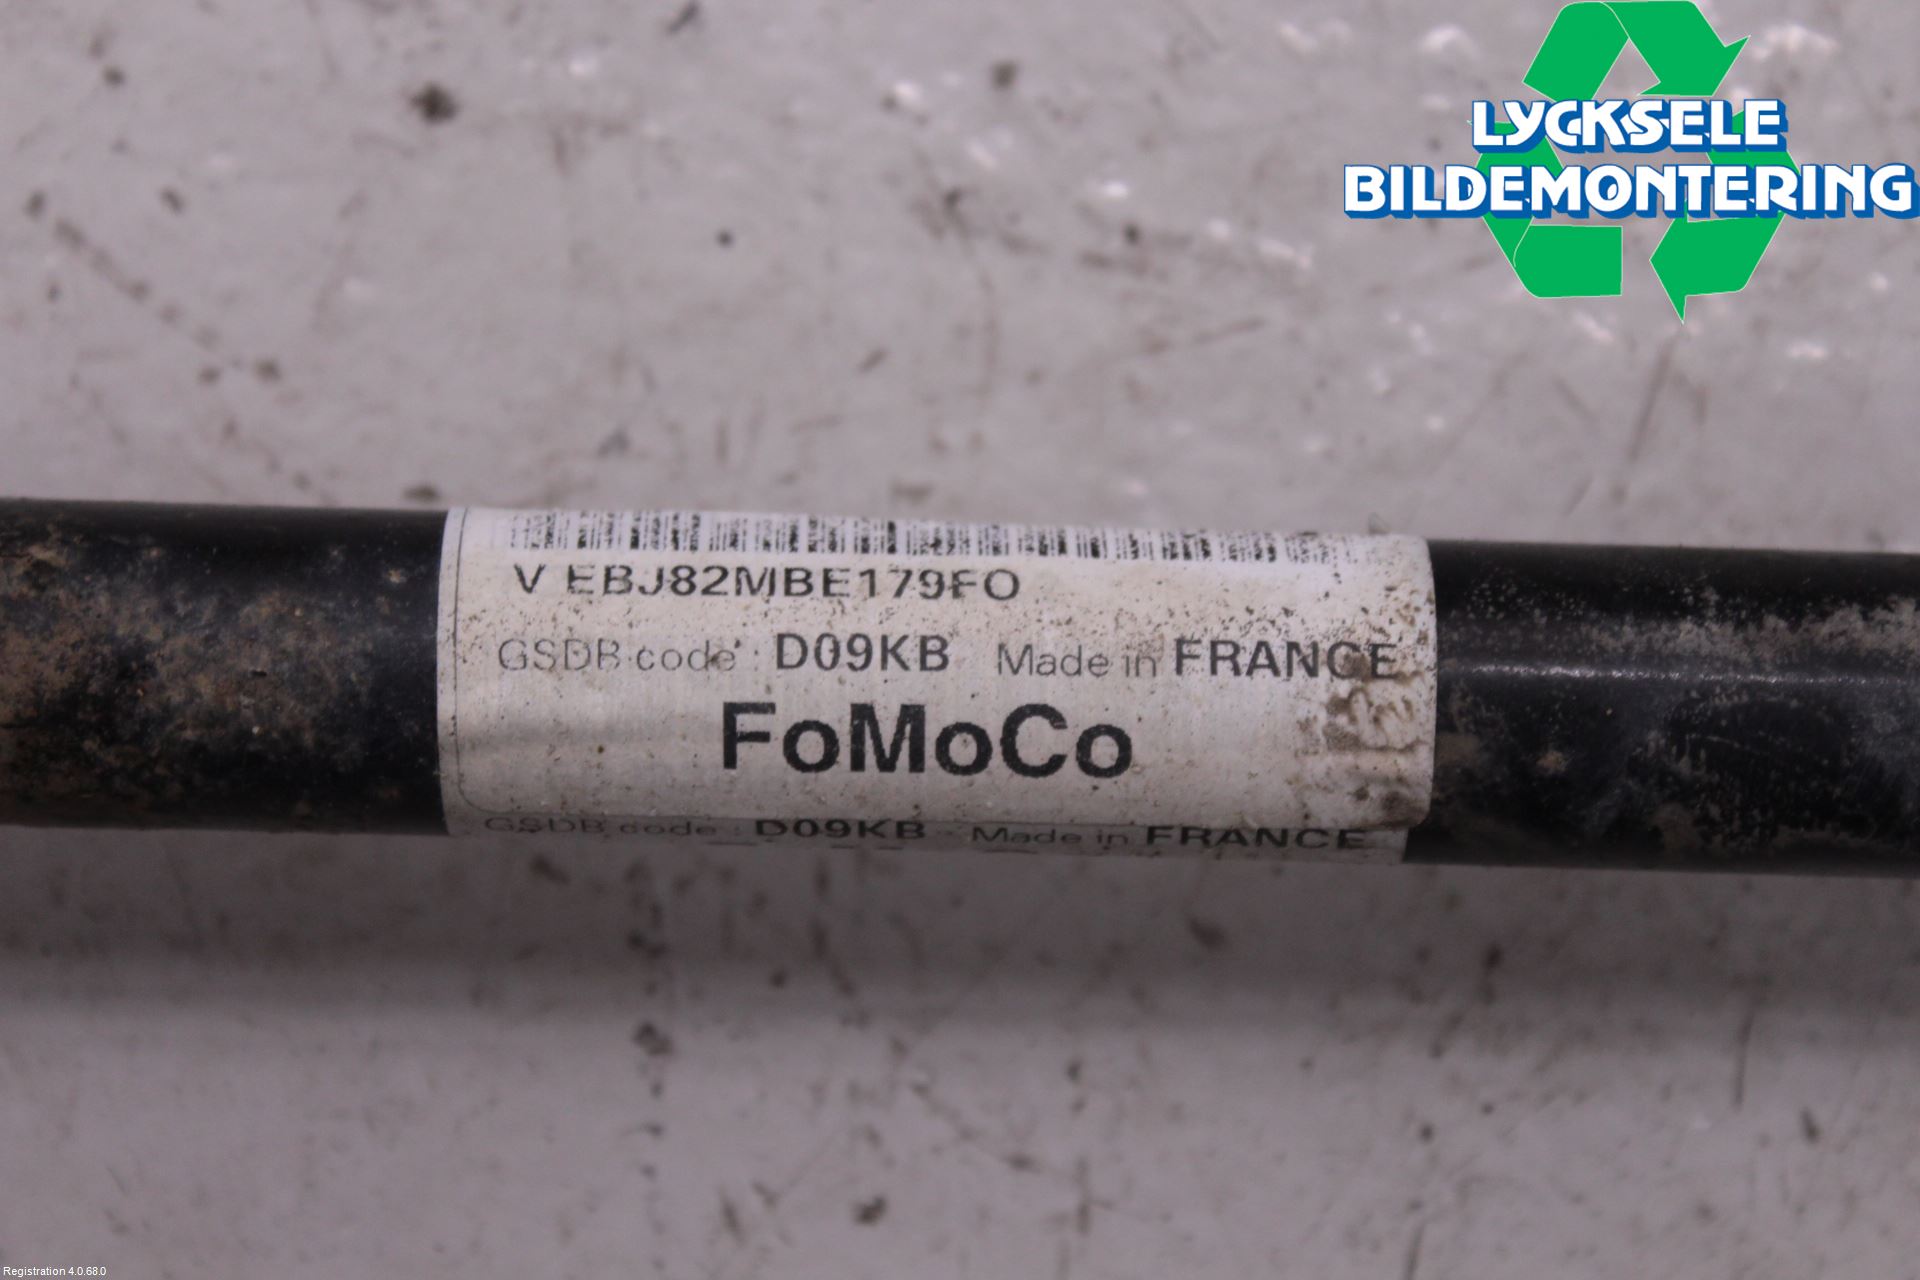 LYCKSELE
BILDEMONTERING
V EBJ82MBE179FO
GSDB code : D09KB Made in FRANCE
FoMoCo
GSDB code : D09KB Made in FRANCE
Registration 4.0.68.0